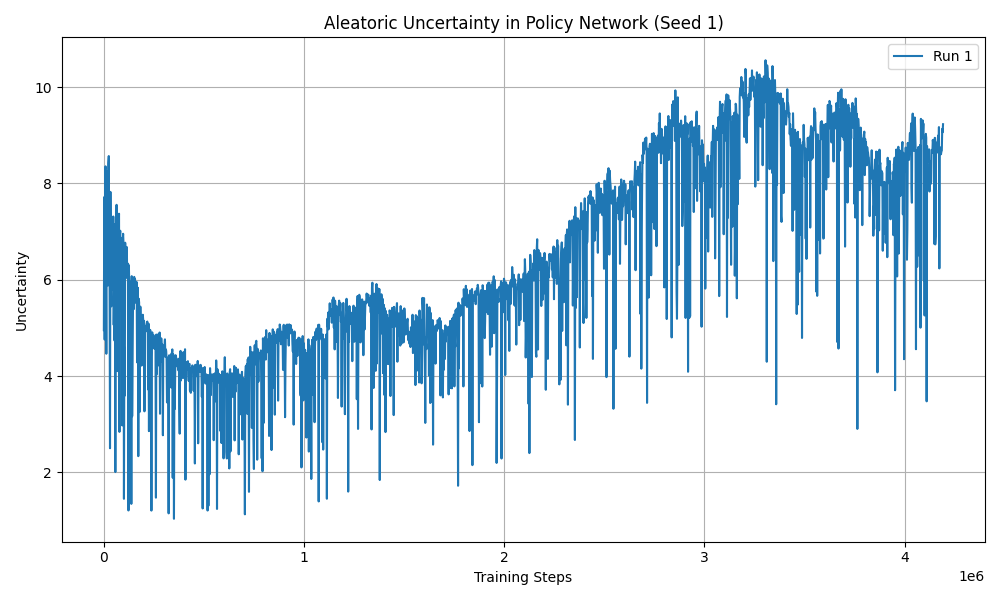 Aleatoric Uncertainty in Policy Network (Seed 1)
Run 1
Uncertainty
10
8
6
4
2
0 1 2 3 4
1e6
Training Steps